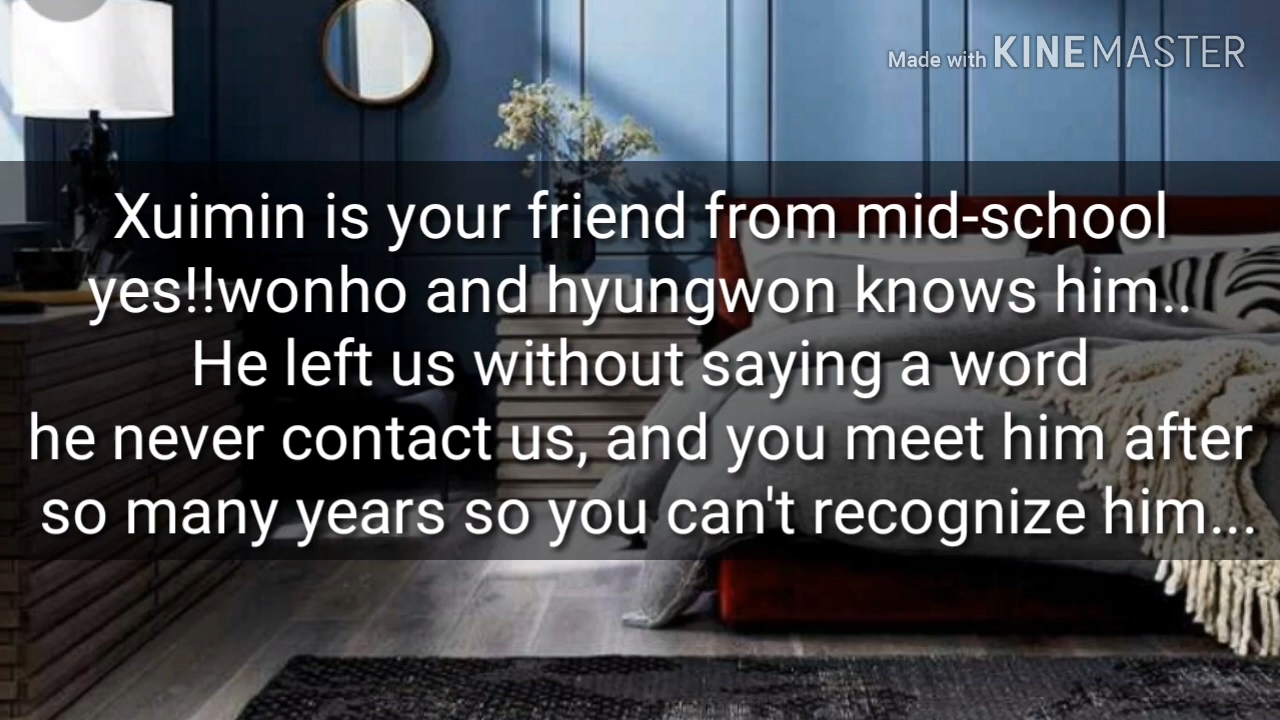 Made with KINEMASTER
Xuimin is your friend from mid-school
yes!!wonho and hyungwon knows him..
He left us without saying a word
he never contact us, and you meet him after
so many years so you can't recognize him...